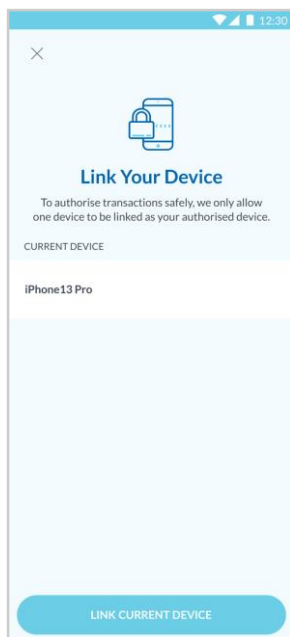 12:30
Link Your Device
To authorise transactions safely, we only allow
one device to be linked as your authorised device.
CURRENT DEVICE
iPhone13 Pro
LINK CURRENT DEVICE